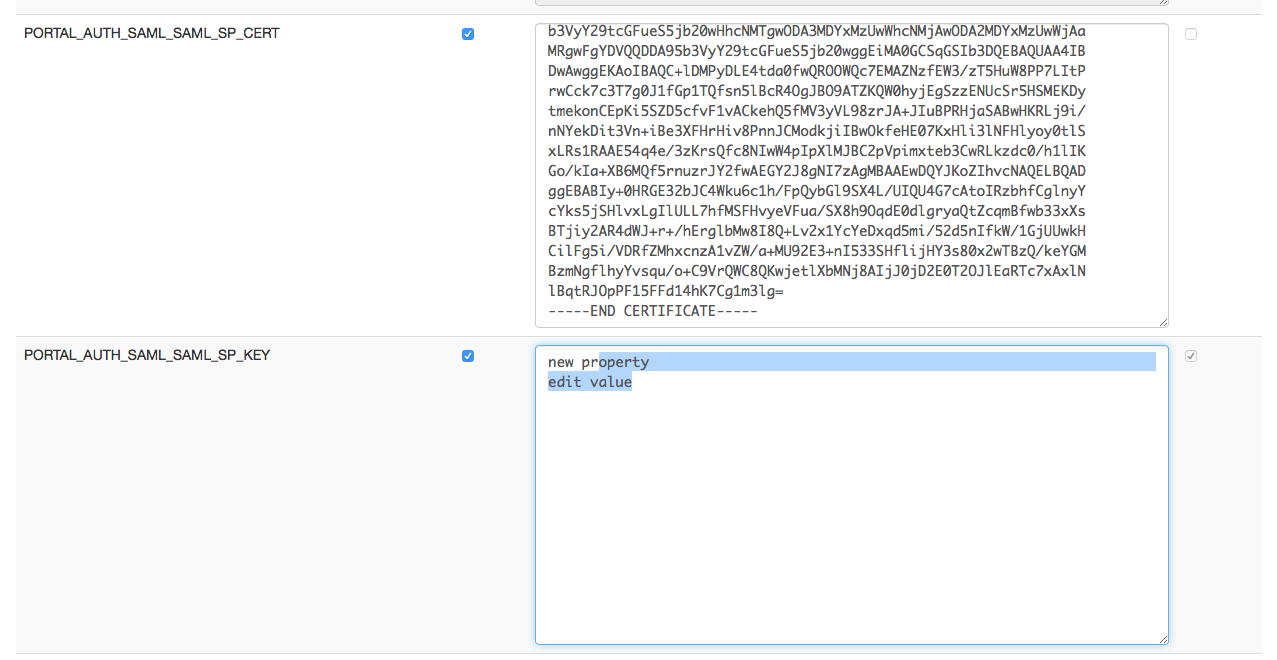 PORTAL_AUTH_SAML_SAML_SP_CERT
b3VyY29tcGFueS5jb20wHhcNMTgwODA3MDYxMzUwWhcNMjAwODA2MDYxMzUwWjAa
MRgwFgYDVQQDDA95b3VyY29tcGFueS5jb20wggEiMA0GCSqGSIb3DQEBAQUAA4IB
DwAwggEKAoIBAQC+lDMPyDLE4tda0fwQROOWQc7EMAZNzfEW3/zT5HuW8PP7LItP
rwCck7c3T7g0J1fGp1TQfsn5lBcR4OgJBO9ATZKQW0hyjEgSzzENUcSr5HSMEKDy
tmekonCEpKi5SZD5cfvF1vACkehQ5fMV3yVL98zrJA+JIuBPRHjaSABwHKRLj9i/
nNYekDit3Vn+iBe3XFHrHiv8PnnJCModkjiIBwOkfeHE07KxHli3lNFHlyoy0tlS
xLRs1RAAE54q4e/3zKrsQfc8NIwW4pIpXlMJBC2pVpimxteb3CwRLkzdc0/h1lIK
Go/kIa+XB6MQf5rnuzrJY2fwAEGY2J8gNI7zAgMBAAEwDQYJKoZIhvcNAQELBQAD
ggEBABIy+0HRGE32bJC4Wku6c1h/FpQybGl9SX4L/UIQU4G7cAtoIRzbhfCglnyY
cYks5jSHlvxLgIlULL7hfMSFHvyeVFua/SX8h9OqdE0dlgryaQtZcqmBfwb33xXs
BTjiy2AR4dWJ+r+/hErglbMw8I8Q+Lv2x1YcYeDxqd5mi/52d5nIfkW/1GjUUwkH
CilFg5i/VDRfZMhxcnzA1vZW/a+MU92E3+nI533SHflijHY3s80x2wTBzQ/keYGM
BzmNgflhyYvsqu/o+C9VrQWC8QKwjetlXbMNj8AIjJ0jD2E0T2OJlEaRTc7xAxlN
lBqtRJOpPF15FFd14hK7Cg1m3lg=
-----END CERTIFICATE-----
PORTAL_AUTH_SAML_SAML_SP_KEY
new property
edit value